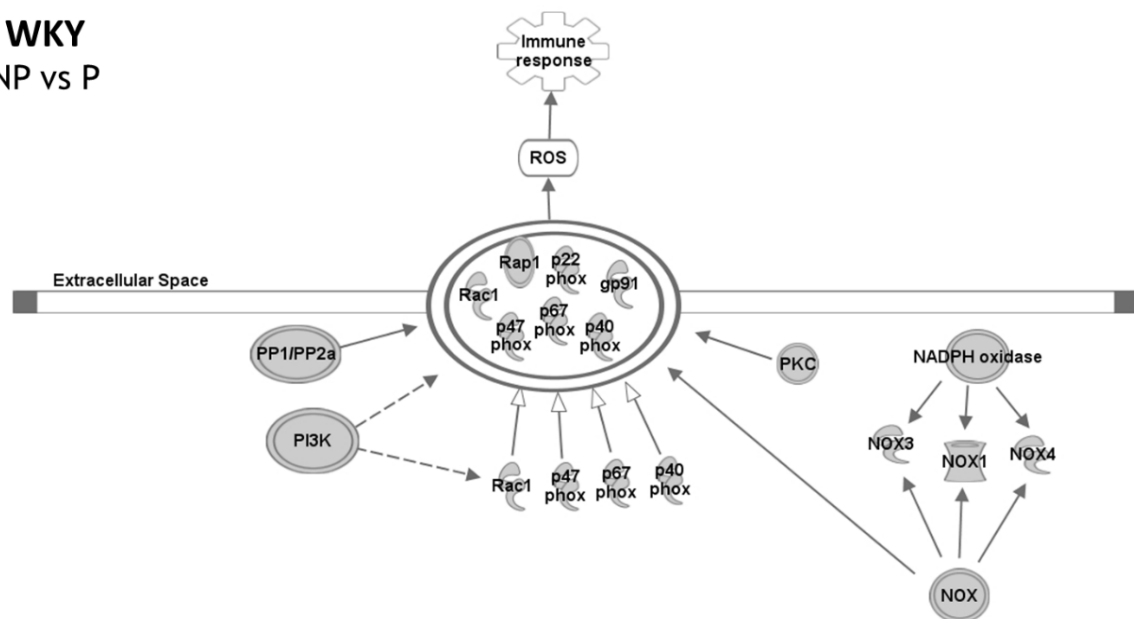 WKY
NP vs P
Immune
response
ROS
Extracellular Space
Rap1
p22
phox
gp91
Rac1
p67
phox
p47
phox
p40
phox
PP1/PP2a
PKC
NADPH oxidase
PI3K
NOX3
NOX1
NOX4
Rac1
p47
phox
p67
phox
p40
phox
NOX